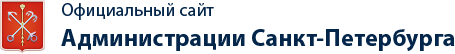 Официальный сайт
Администрации Санкт-Петербурга